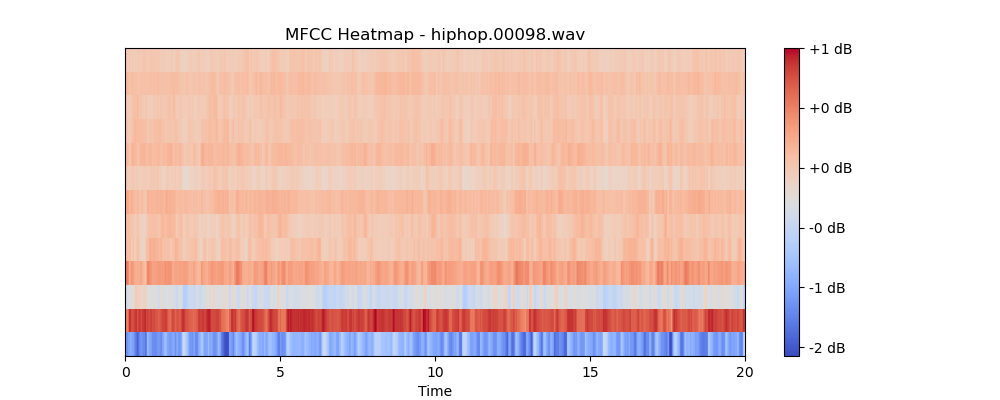 MFCC Heatmap - hiphop.00098.wav
+1 dB
+0 dB
+0 dB
-0 dB
-1 dB
-2 dB
0 5 10 15 20
Time